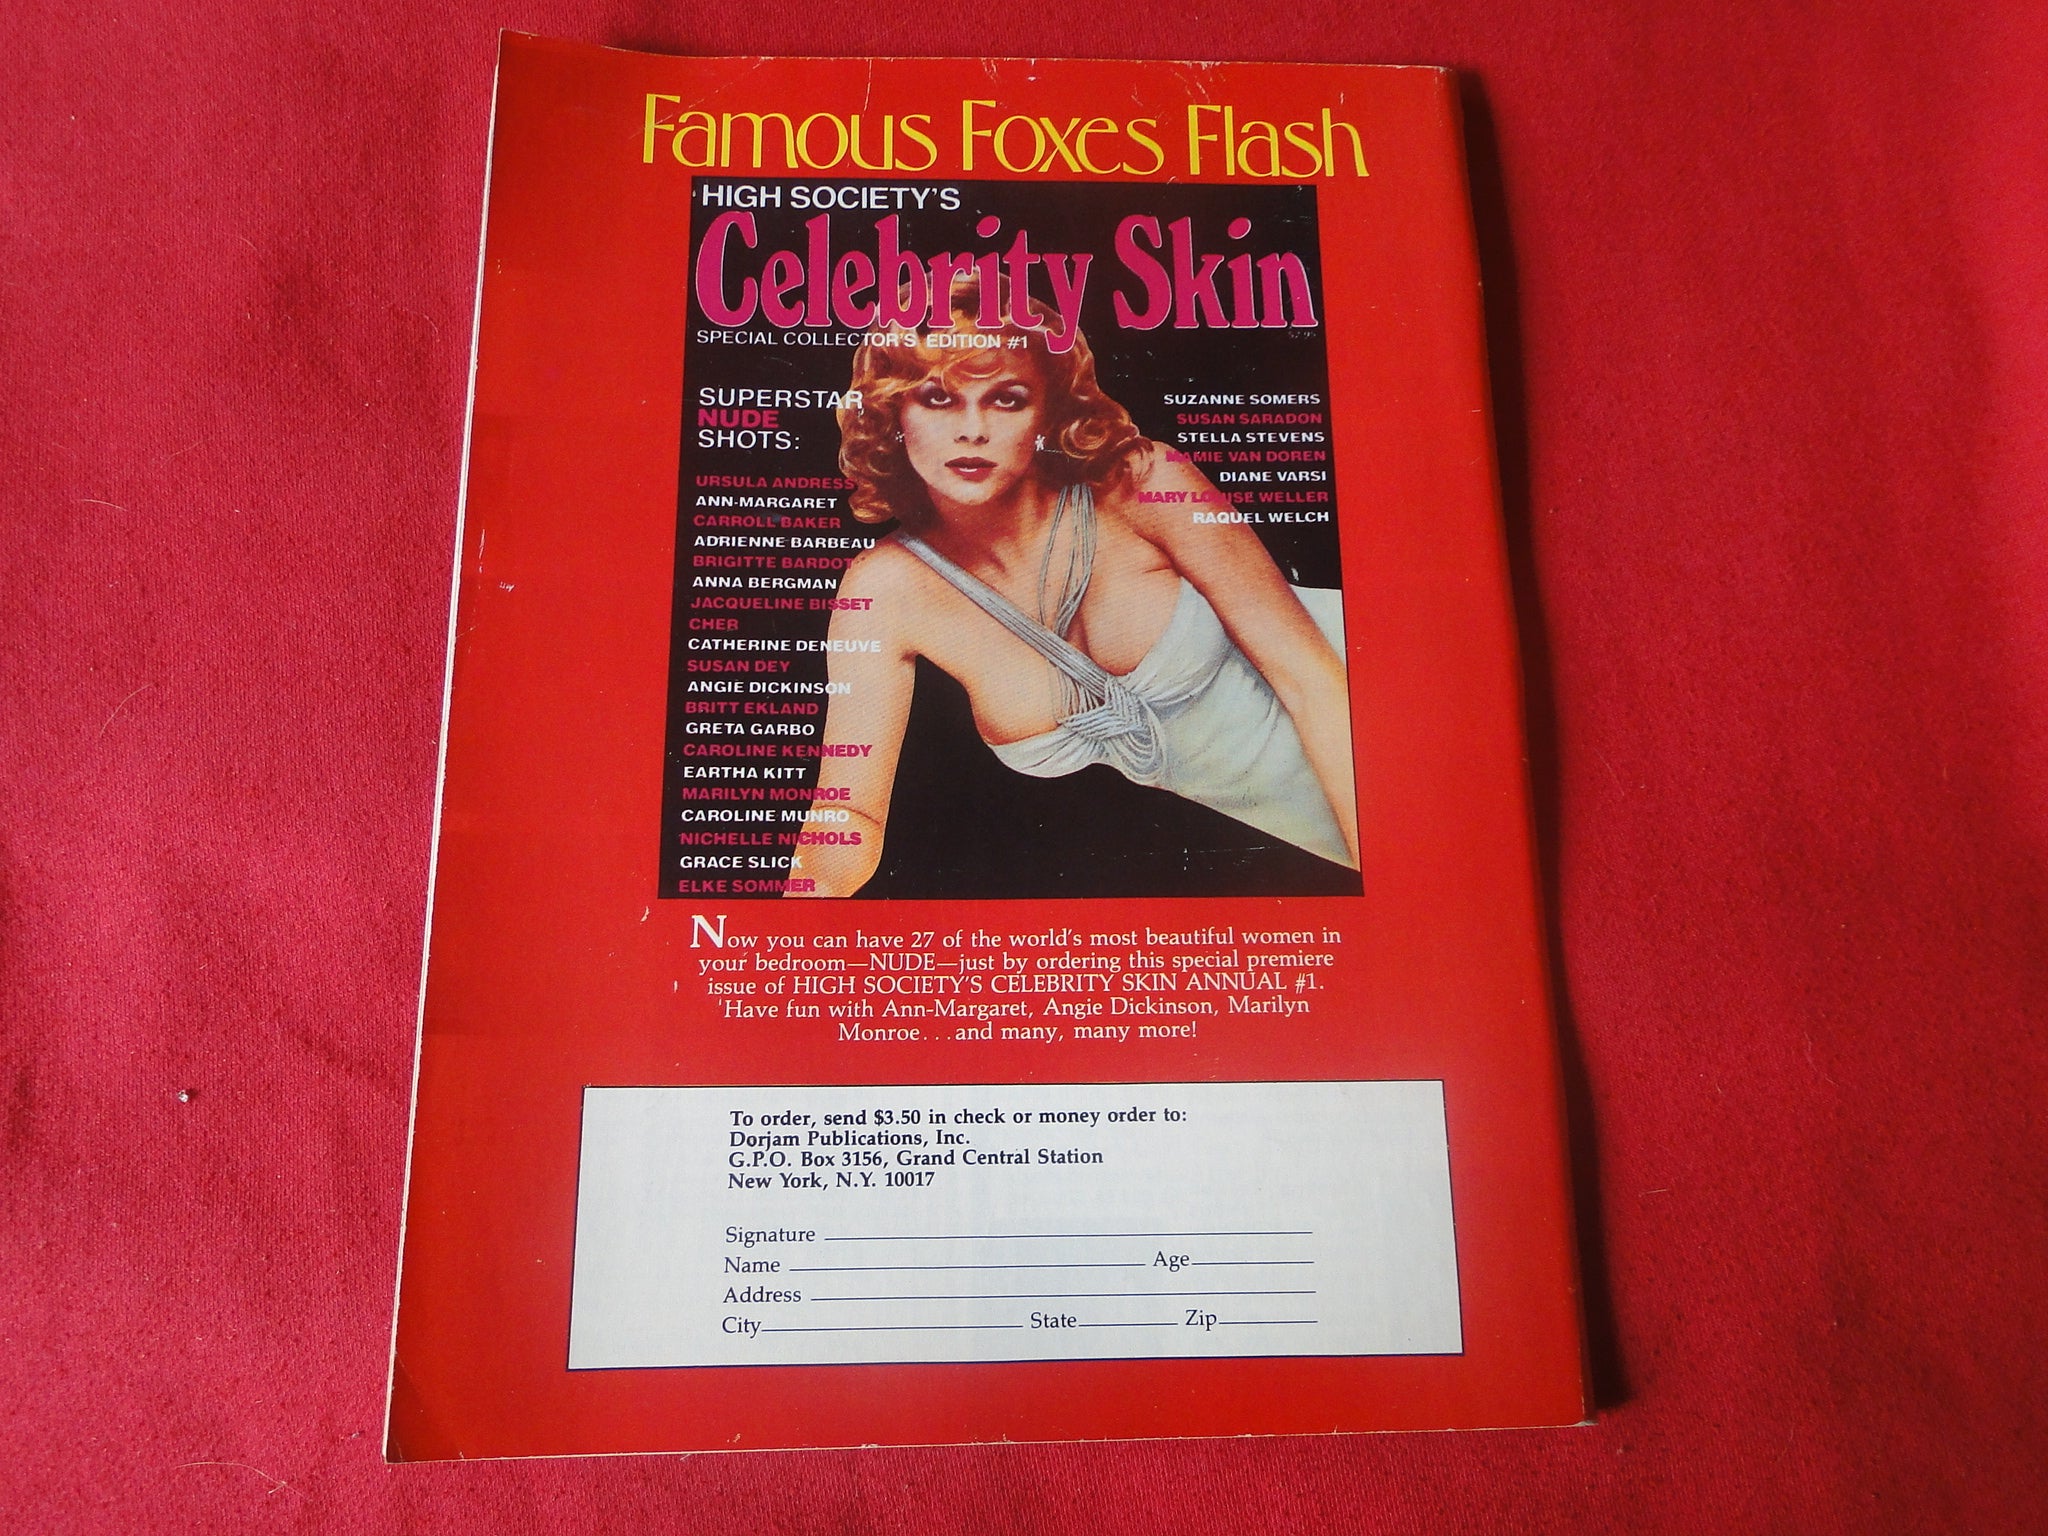 Famous Foxes Flash
HIGH SOCIETY'S
Celebrity Skin
SPECIAL COLLECTOR'S EDITION #1
SUPERSTAR
NUDE
SHOTS:
URSULA ANDRESS
ANN-MARGARET
CARROLL BAKER
ADRIENNE BARBEAU
BRIGITTE BARDOT
ANNA BERGMAN
JACQUELINE BISSET
CHER
CATHERINE DENEUVE
SUSAN DEY
ANGIE DICKINSON
BRITT EKLAND
GRETA GARBO
CAROLINE KENNEDY
EARTHA KITT
MARILYN MONROE
CAROLINE MUNRO
NICHELLE NICHOLS
GRACE SLICK
ELKE SOMMER
SUZANNE SOMERS
SUSAN SARADON
STELLA STEVENS
MAMIE VAN DOREN
DIANE VARSI
MARY LOUISE WELLER
RAQUEL WELCH
Now you can have 27 of the world's most beautiful women in
your bedroom—NUDE—just by ordering this special premiere
issue of HIGH SOCIETY'S CELEBRITY SKIN ANNUAL #1.
Have fun with Ann-Margaret, Angie Dickinson, Marilyn
Monroe...and many, many more!
To order, send $3.50 in check or money order to:
Dorjam Publications, Inc.
G.P.O. Box 3156, Grand Central Station
New York, N.Y. 10017
Signature
Name Age
Address
City State Zip